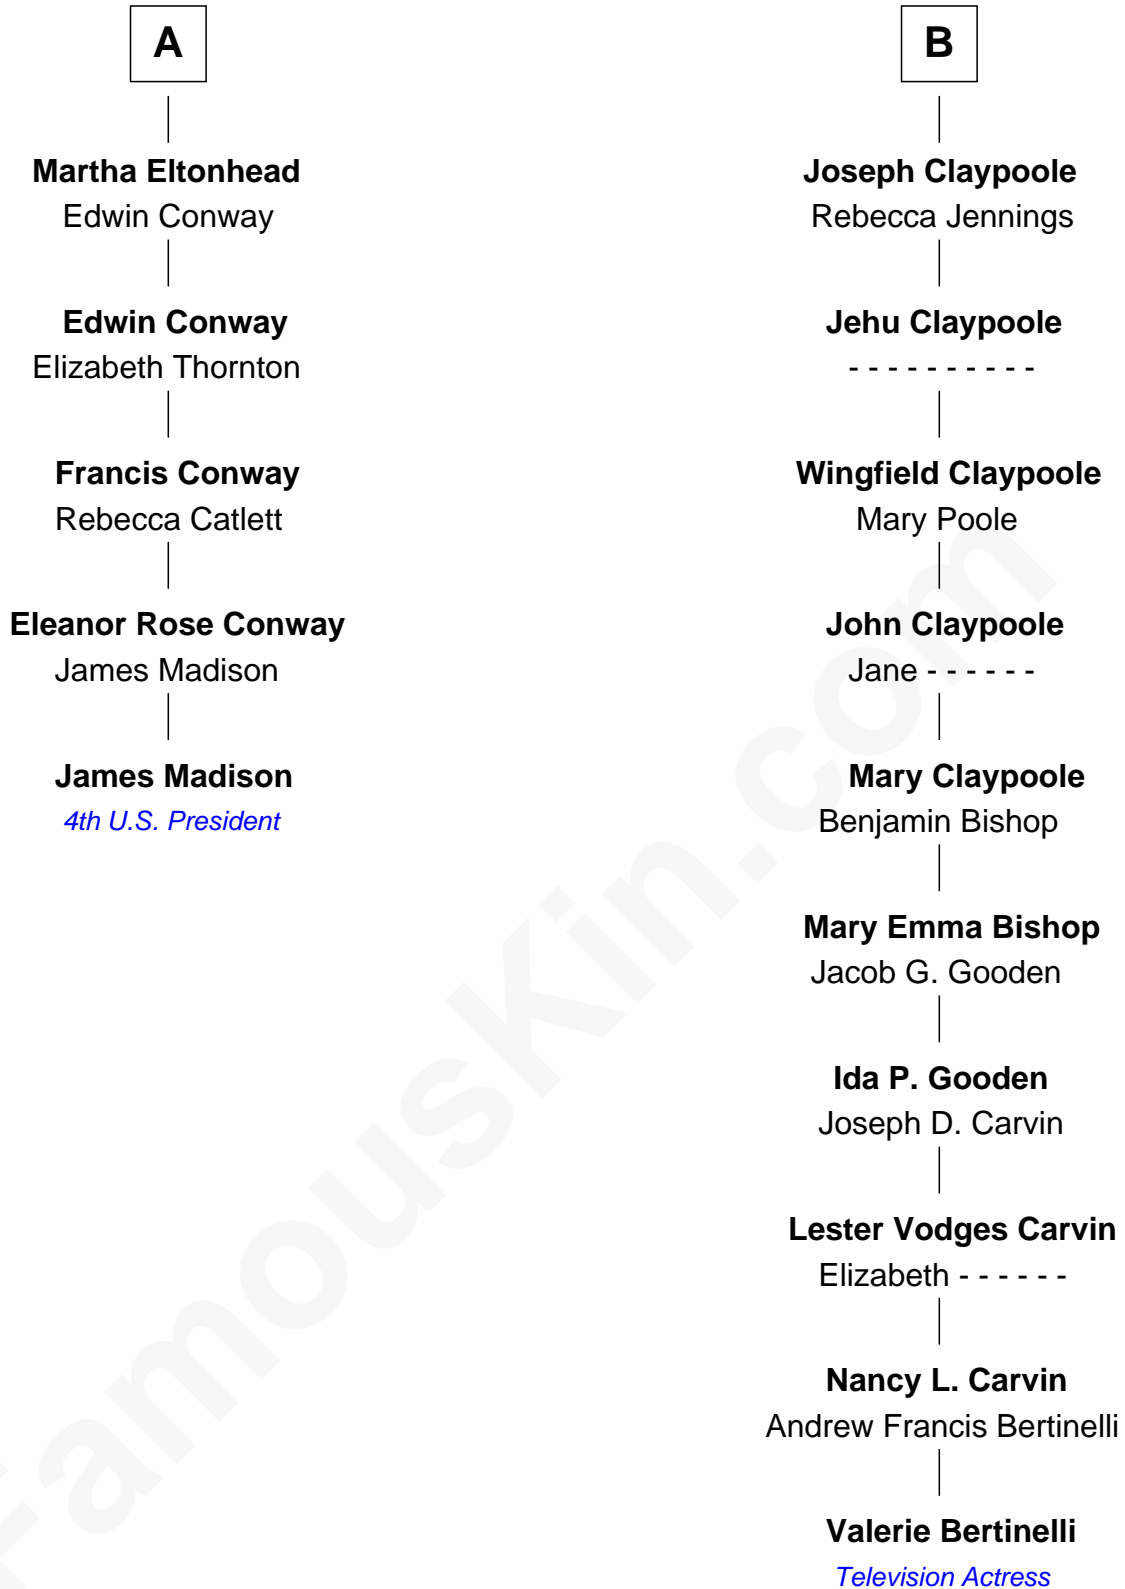 A
Martha Eltonhead
Edwin Conway
Edwin Conway
Elizabeth Thornton
Francis Conway
Rebecca Catlett
Eleanor Rose Conway
James Madison
James Madison
4th U.S. President
B
Joseph Claypoole
Rebecca Jennings
Jehu Claypoole
- - - - - - - - - -
Wingfield Claypoole
Mary Poole
John Claypoole
Jane - - - - - -
Mary Claypoole
Benjamin Bishop
Mary Emma Bishop
Jacob G. Gooden
Ida P. Gooden
Joseph D. Carvin
Lester Vodges Carvin
Elizabeth - - - - - -
Nancy L. Carvin
Andrew Francis Bertinelli
Valerie Bertinelli
Television Actress
FamousKin.com